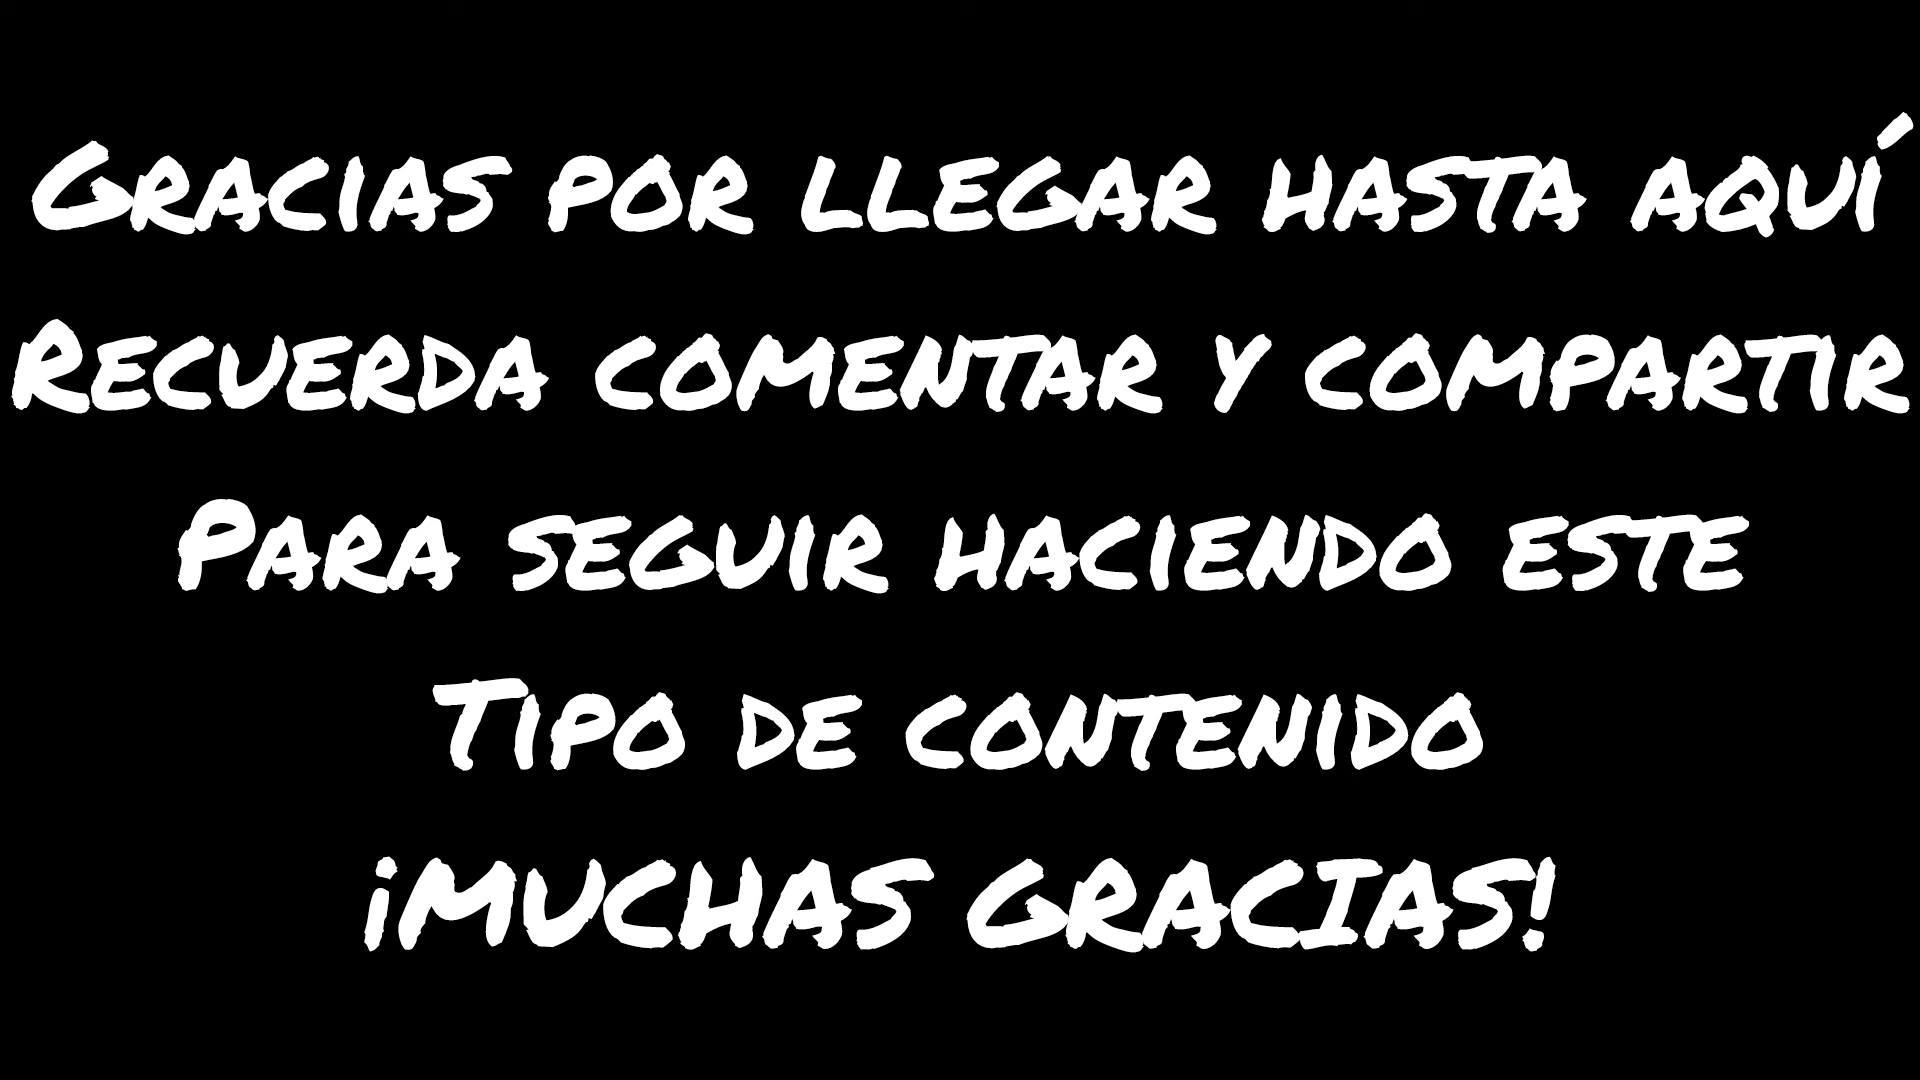 Gracias por llegar hasta aquí
Recuerda comentar y compartir
Para seguir haciendo este
Tipo de contenido
¡MUCHAS GRACIAS!